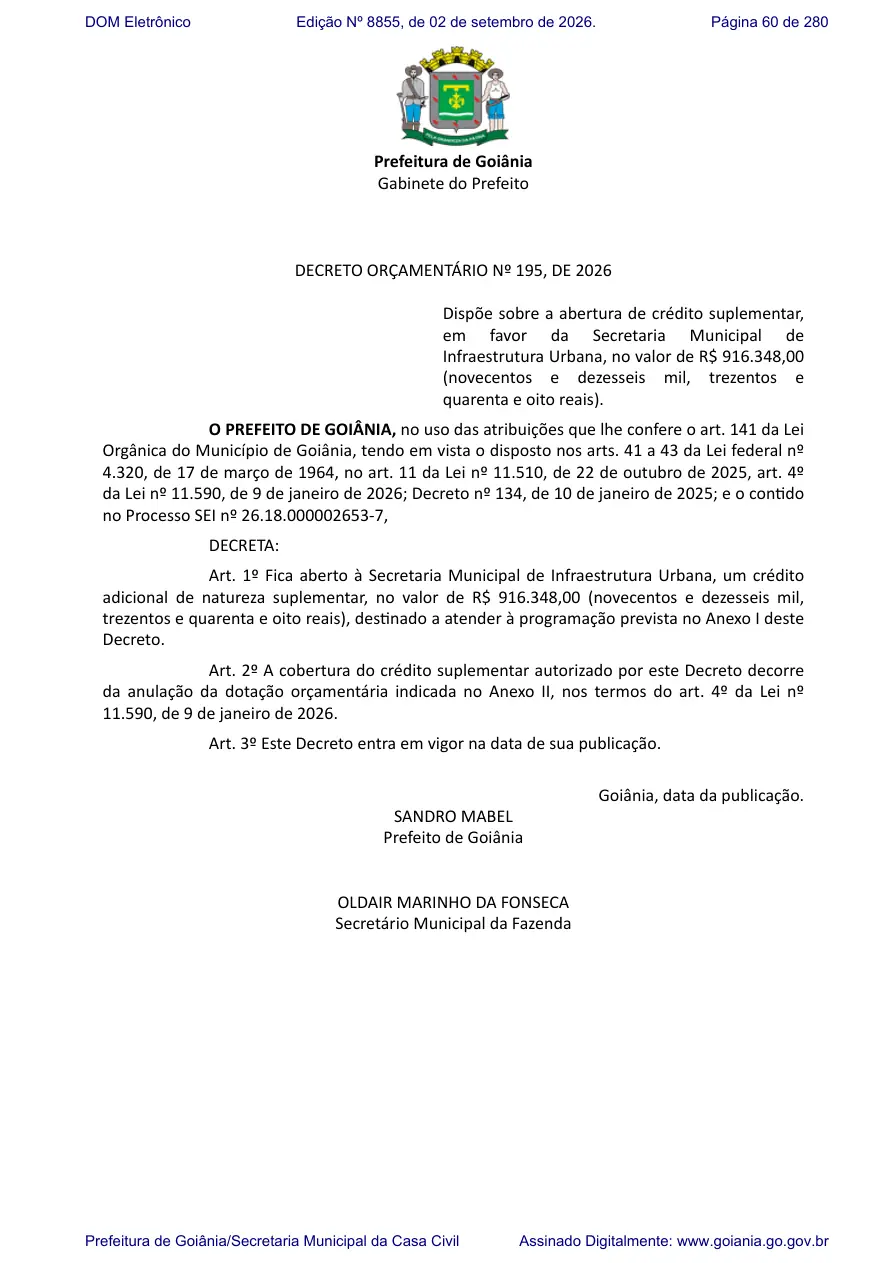 DOM Eletrônico Edição Nº 8855, de 02 de setembro de 2026. Página 60 de 280
PELA GRANDEZA DA PÁTRIA
Prefeitura de Goiânia
Gabinete do Prefeito
DECRETO ORÇAMENTÁRIO Nº 195, DE 2026
Dispõe sobre a abertura de crédito suplementar,
em favor da Secretaria Municipal de
Infraestrutura Urbana, no valor de R$ 916.348,00
(novecentos e dezesseis mil, trezentos e
quarenta e oito reais).
O PREFEITO DE GOIÂNIA, no uso das atribuições que lhe confere o art. 141 da Lei
Orgânica do Município de Goiânia, tendo em vista o disposto nos arts. 41 a 43 da Lei federal nº
4.320, de 17 de março de 1964, no art. 11 da Lei nº 11.510, de 22 de outubro de 2025, art. 4º
da Lei nº 11.590, de 9 de janeiro de 2026; Decreto nº 134, de 10 de janeiro de 2025; e o contido
no Processo SEI nº 26.18.000002653-7,
DECRETA:
Art. 1º Fica aberto à Secretaria Municipal de Infraestrutura Urbana, um crédito
adicional de natureza suplementar, no valor de R$ 916.348,00 (novecentos e dezesseis mil,
trezentos e quarenta e oito reais), destinado a atender à programação prevista no Anexo I deste
Decreto.
Art. 2º A cobertura do crédito suplementar autorizado por este Decreto decorre
da anulação da dotação orçamentária indicada no Anexo II, nos termos do art. 4º da Lei nº
11.590, de 9 de janeiro de 2026.
Art. 3º Este Decreto entra em vigor na data de sua publicação.
Goiânia, data da publicação.
SANDRO MABEL
Prefeito de Goiânia
OLDAIR MARINHO DA FONSECA
Secretário Municipal da Fazenda
Prefeitura de Goiânia/Secretaria Municipal da Casa Civil Assinado Digitalmente: www.goiania.go.gov.br